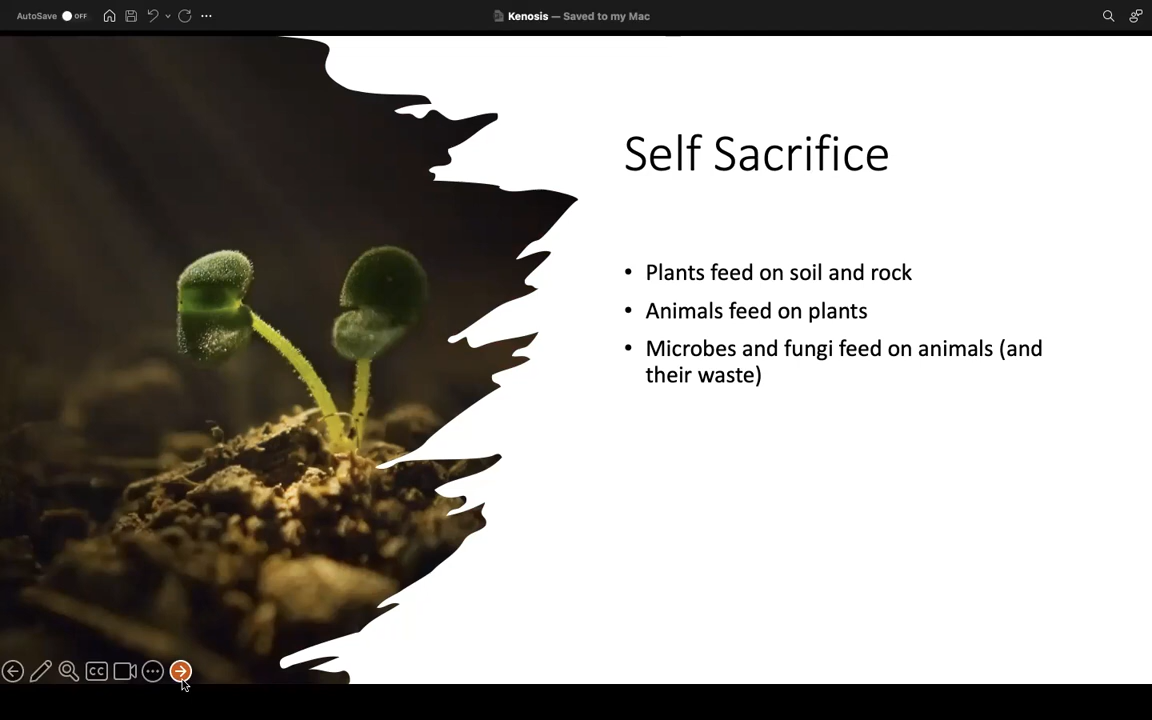 AutoSave OFF
Kenosis — Saved to my Mac
Self Sacrifice
• Plants feed on soil and rock
• Animals feed on plants
• Microbes and fungi feed on animals (and
their waste)
CC